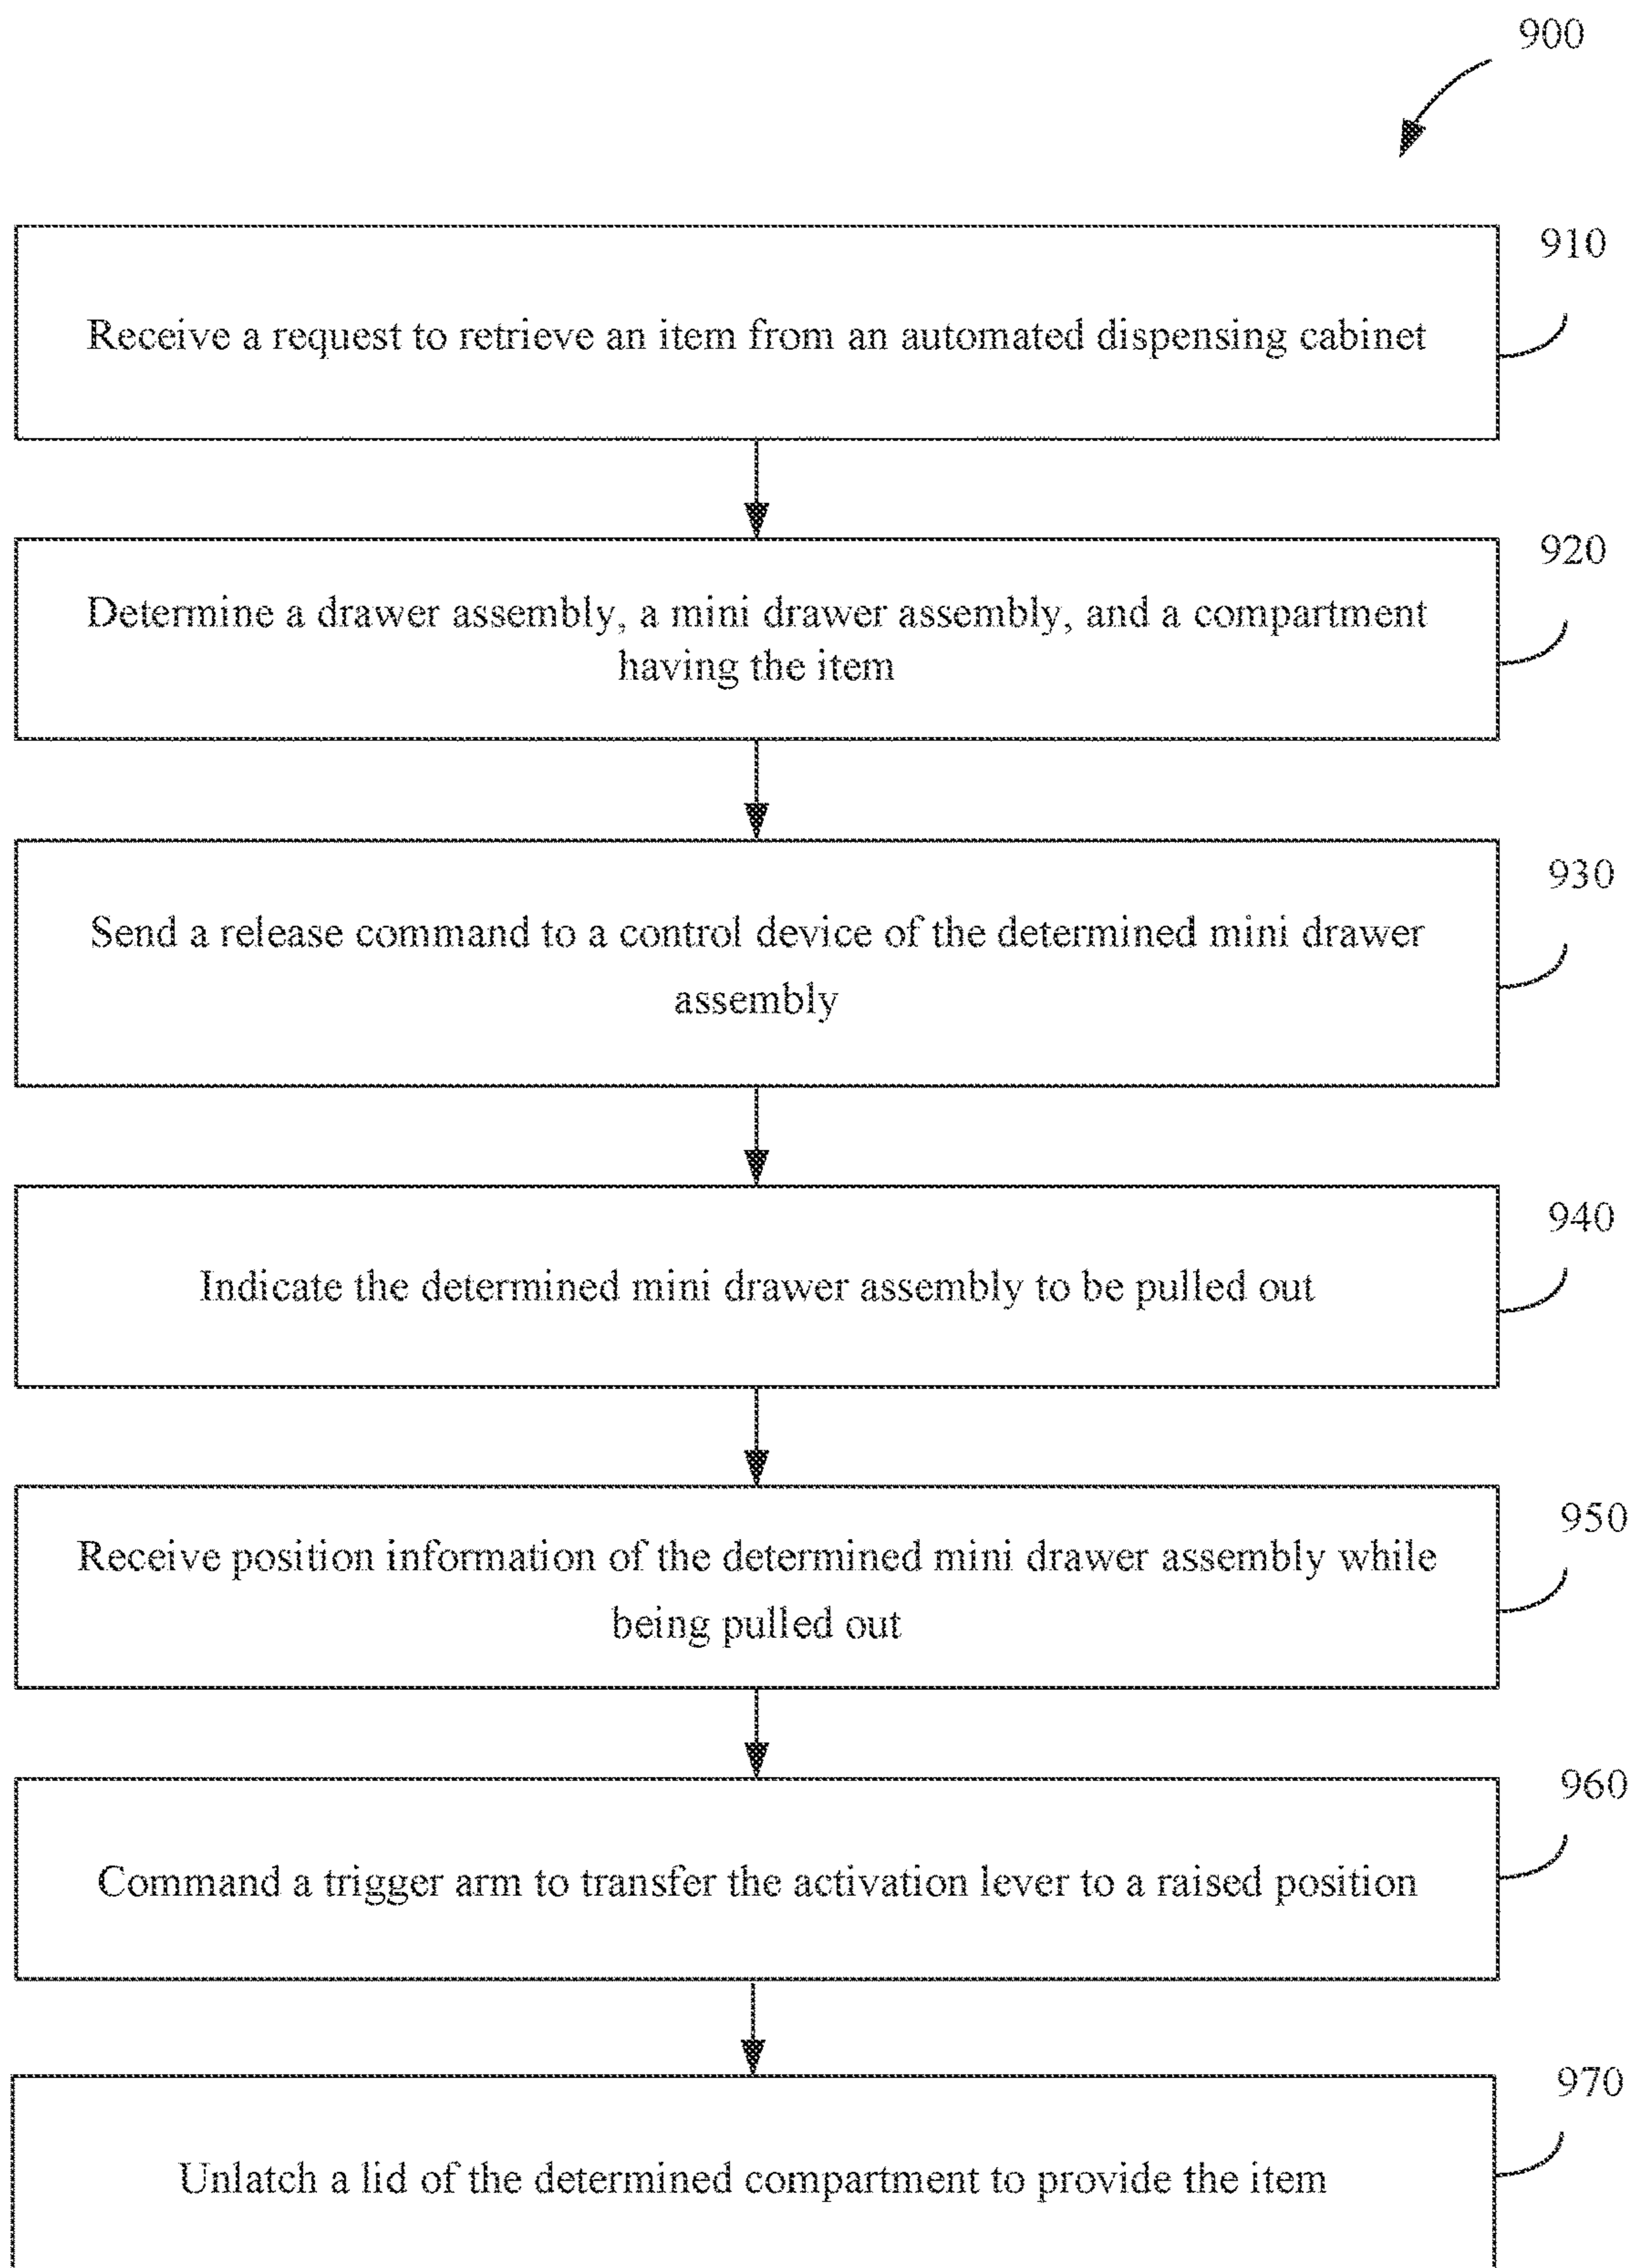 900
910
Receive a request to retrieve an item from an automated dispensing cabinet
920
Determine a drawer assembly, a mini drawer assembly, and a compartment
having the item
930
Send a release command to a control device of the determined mini drawer
assembly
940
Indicate the determined mini drawer assembly to be pulled out
950
Receive position information of the determined mini drawer assembly while
being pulled out
960
Command a trigger arm to transfer the activation lever to a raised position
970
Unlatch a lid of the determined compartment to provide the item